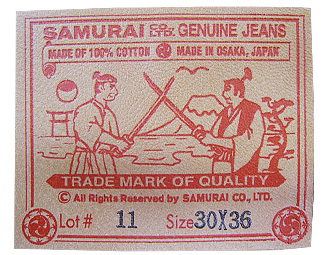 SAMURAI CO. LTD. GENUINE JEANS
MADE OF 100% COTTON MADE IN OSAKA, JAPAN
TRADE MARK OF QUALITY
© All Rights Reserved by SAMURAI CO., LTD.
Lot # 11 Size 30X36